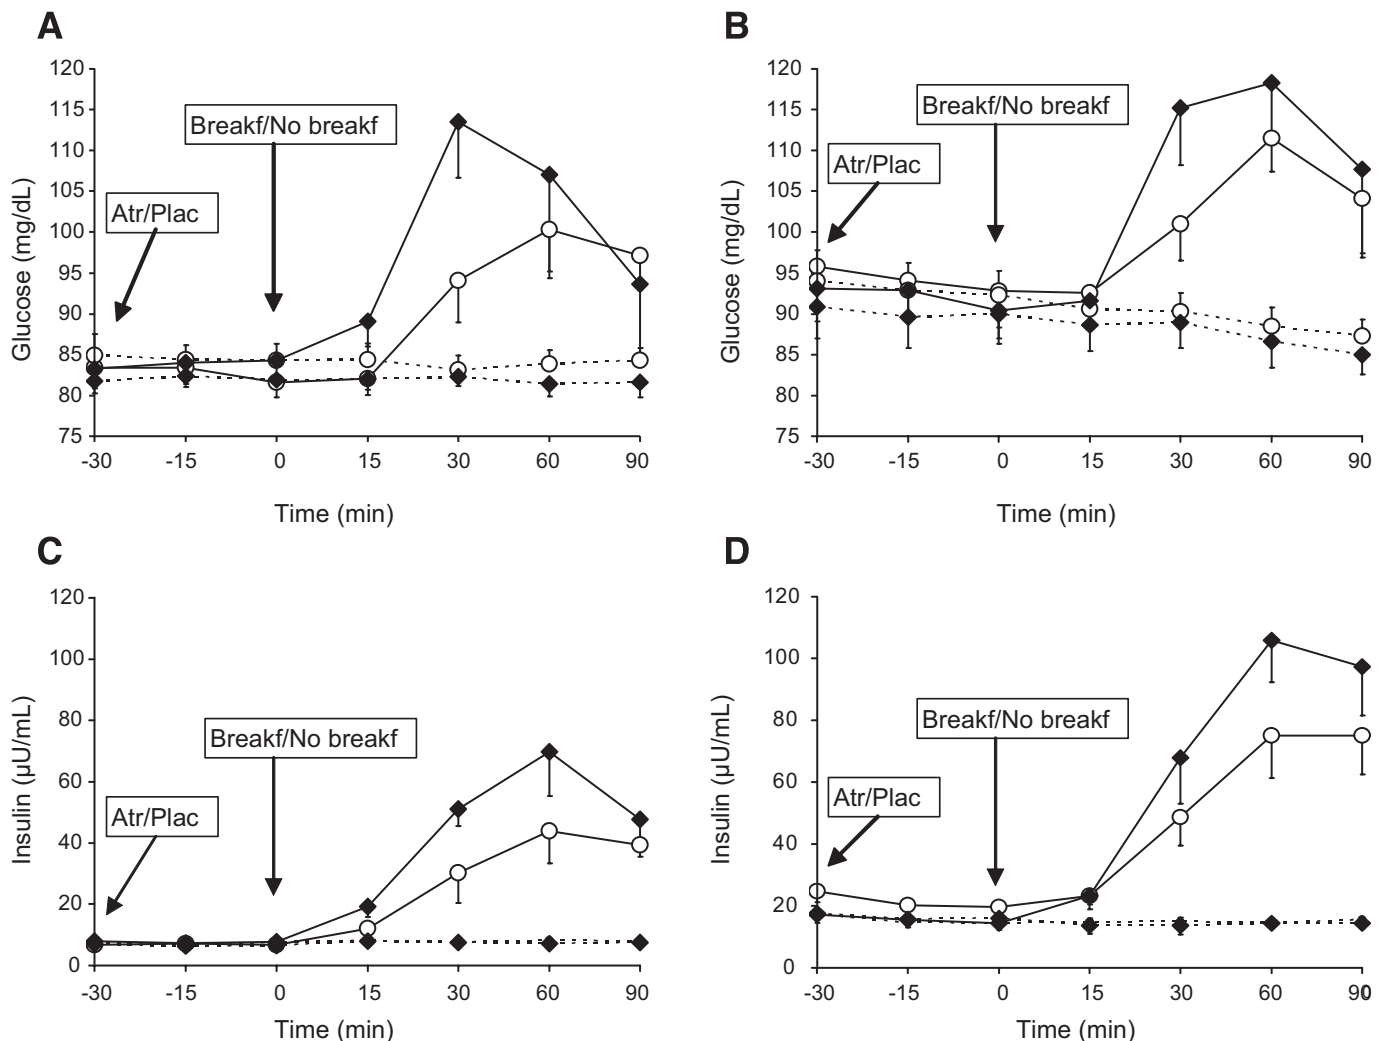 A
Glucose (mg/dL)
120
115
110
105
100
95
90
85
80
75
Breakf/No breakf
Atr/Plac
-30 -15 0 15 30 60 90
Time (min)
B
Glucose (mg/dL)
120
115
110
105
100
95
90
85
80
75
Breakf/No breakf
Atr/Plac
-30 -15 0 15 30 60 90
Time (min)
C
Insulin (µU/mL)
120
100
80
60
40
20
0
Breakf/No breakf
Atr/Plac
-30 -15 0 15 30 60 90
Time (min)
D
Insulin (µU/mL)
120
100
80
60
40
20
0
Breakf/No breakf
Atr/Plac
-30 -15 0 15 30 60 90
Time (min)